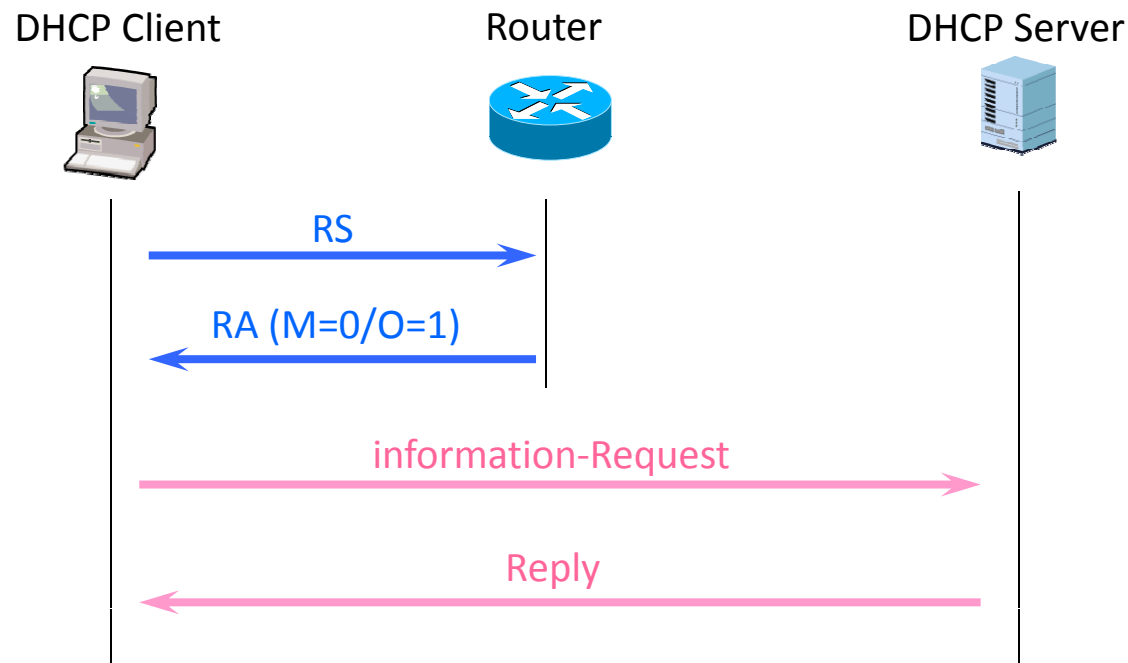 DHCP Client
Router
DHCP Server
RS
RA (M=0/O=1)
information-Request
Reply